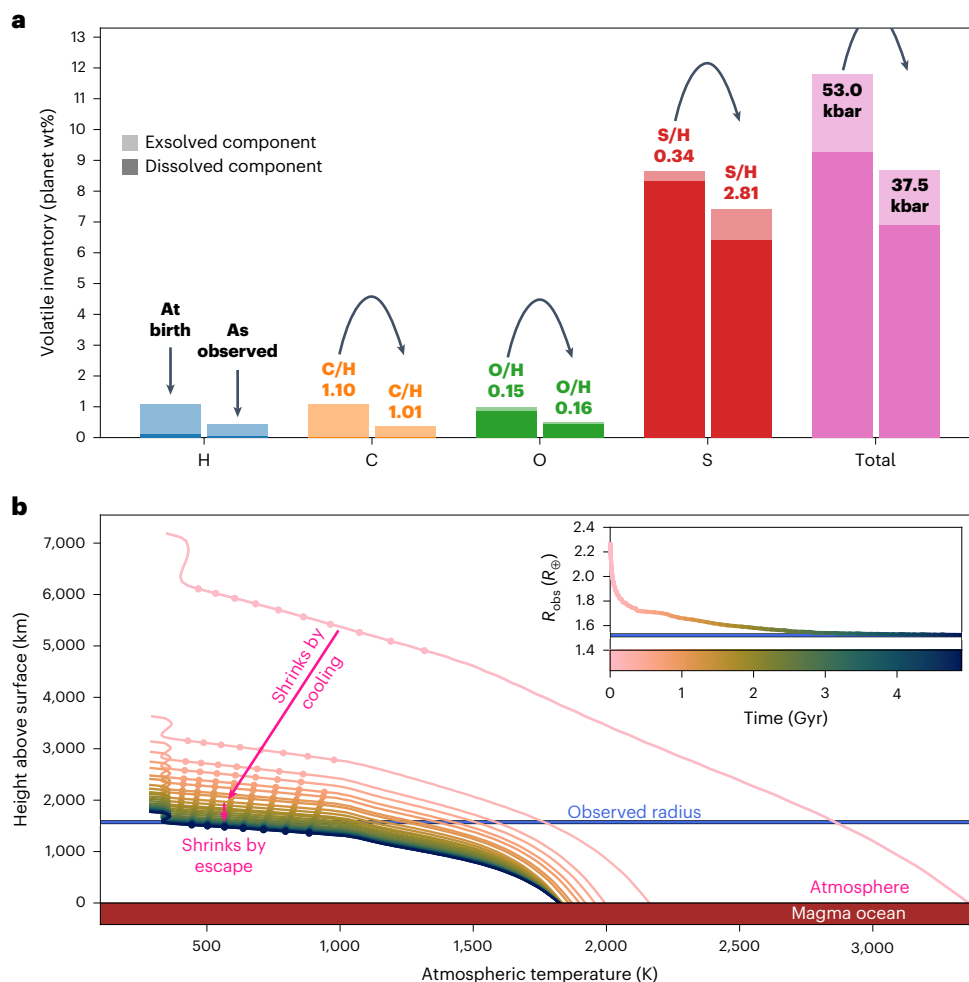 a
13
12
11
10
9
8
7
6
5
4
3
2
1
0
Volatile inventory (planet wt%)
Exsolved component
Dissolved component
At
birth
As
observed
C/H
1.10
C/H
1.01
O/H
0.15
O/H
0.16
S/H
0.34
S/H
2.81
53.0
kbar
37.5
kbar
H
C
O
S
Total
b
7,000
6,000
5,000
4,000
3,000
2,000
1,000
0
Height above surface (km)
Shrinks by
cooling
Shrinks by
escape
Observed radius
Atmosphere
Magma ocean
500
1,000
1,500
2,000
2,500
3,000
Atmospheric temperature (K)
2.4
2.2
2.0
1.8
1.6
1.4
R_obs (R_⊕)
0
1
2
3
4
Time (Gyr)